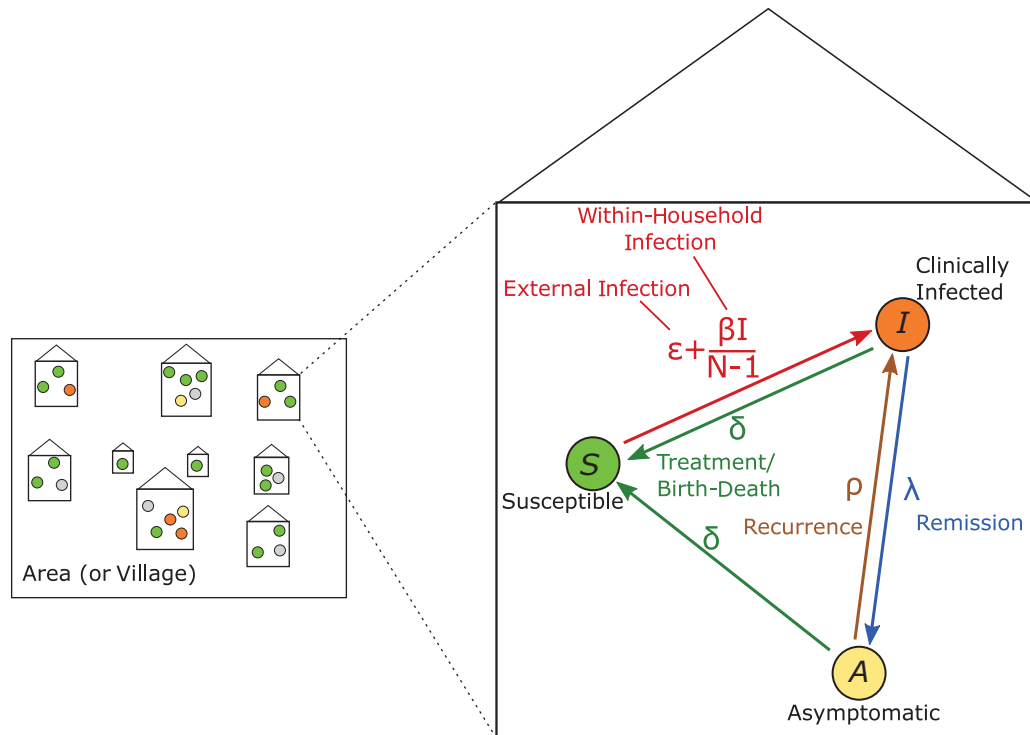 Within-Household
Infection
External Infection
Clinically
Infected
I
ε+βI
N-1
δ
S
Treatment/
Birth-Death
Susceptible
ρ
λ
Recurrence
Remission
δ
Area (or Village)
A
Asymptomatic